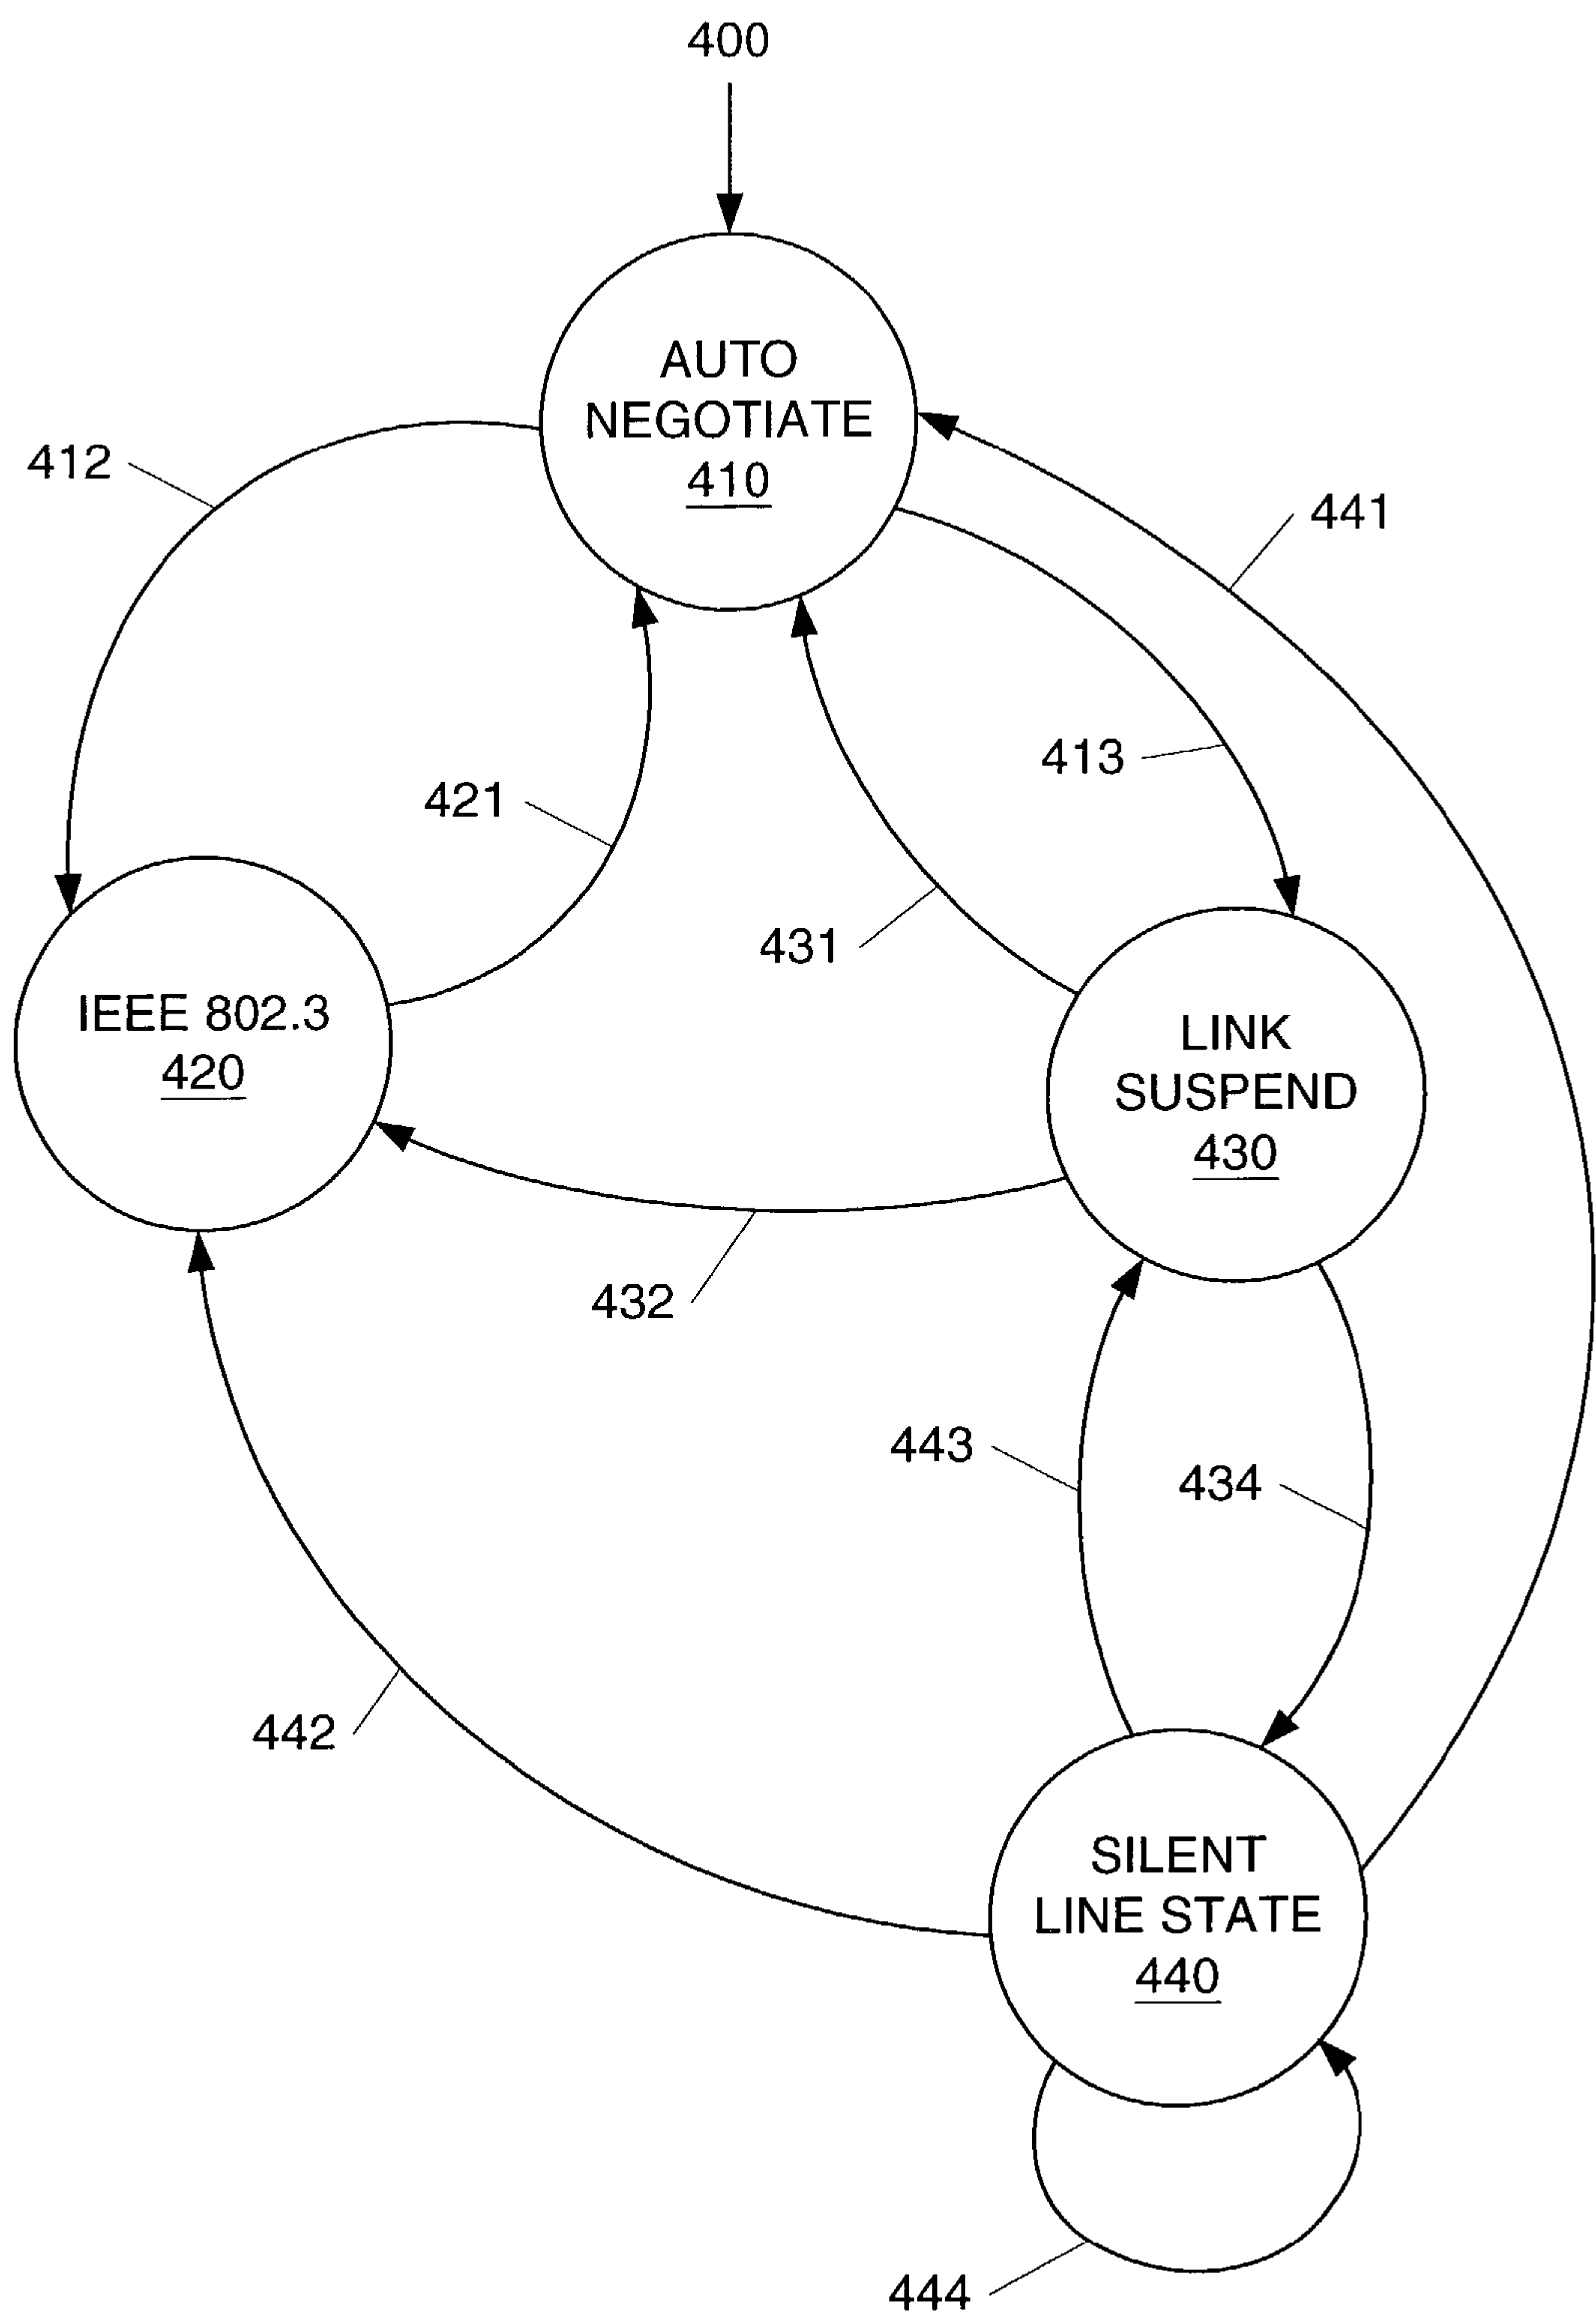 400
AUTO
NEGOTIATE
410
412
441
413
421
431
IEEE 802.3
420
LINK
SUSPEND
430
432
443
434
442
SILENT
LINE STATE
440
444